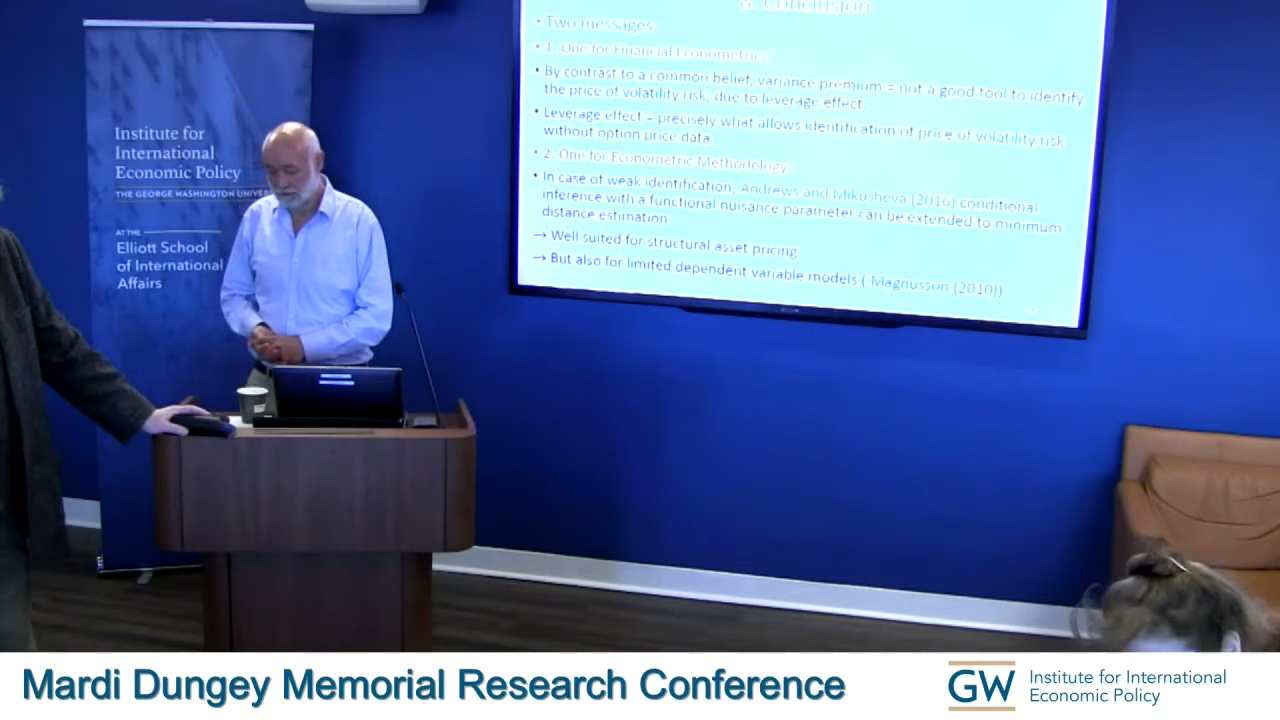 Institute for
International
Economic Policy
THE GEORGE WASHINGTON
AT THE
Elliott School
of International
Affairs
Conclusion
• Two messages:
• 1. One for Financial Econometrics:
• By contrast to a common belief, variance premium = not a good tool to identify
the price of volatility risk, due to leverage effect.
• Leverage effect = precisely what allows identification of price of volatility risk
without option price data.
• 2. One for Econometric Methodology:
• In case of weak identification, Andrews and Mikusheva (2016) conditional
inference with a functional nuisance parameter can be extended to minimum
distance estimation.
→ Well suited for structural asset pricing
→ But also for limited dependent variable models ( Magnusson (2010))
Mardi Dungey Memorial Research Conference
GW
Institute for International
Economic Policy